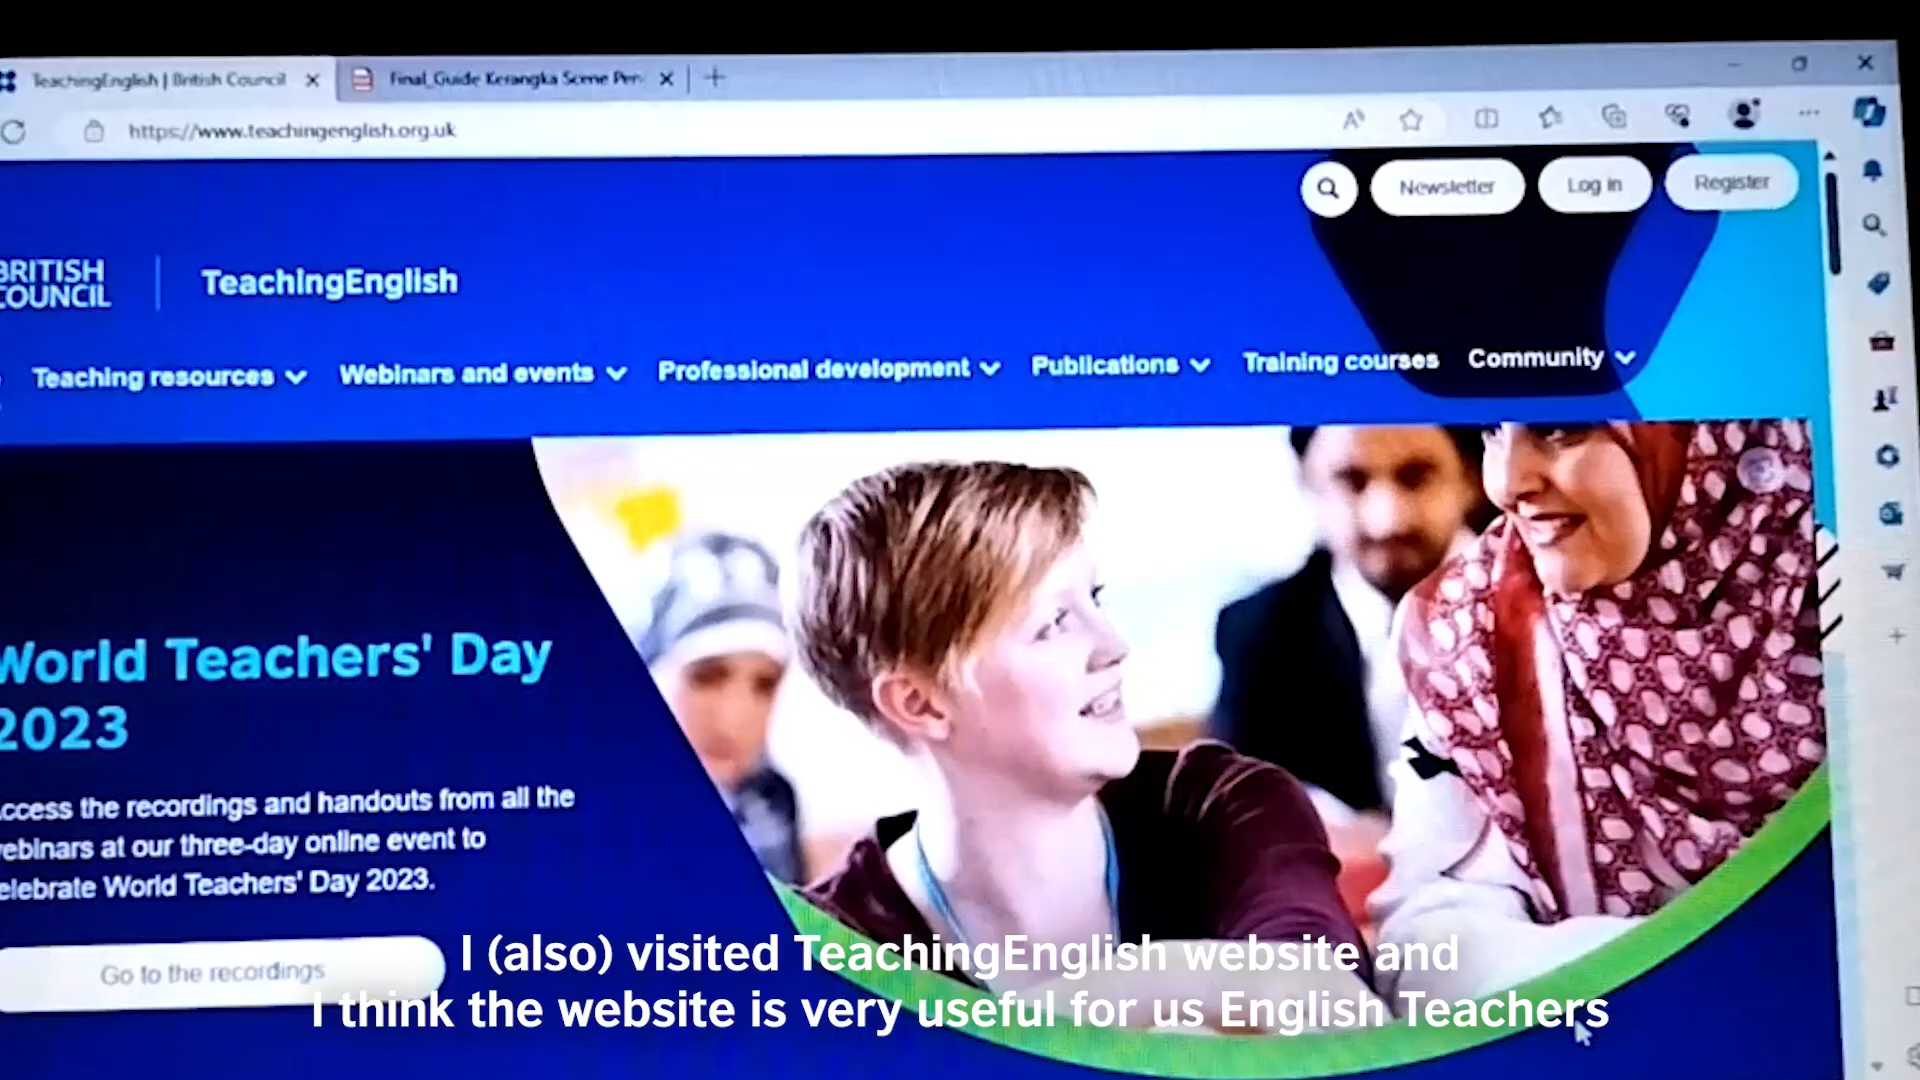 TeachingEnglish | British Council
Final_Guide Kerangka Scene Pen
https://www.teachingenglish.org.uk
Newsletter
Log in
Register
BRITISH
COUNCIL
TeachingEnglish
Teaching resources
Webinars and events
Professional development
Publications
Training courses
Community
World Teachers' Day
2023
ccess the recordings and handouts from all the
ebinars at our three-day online event to
elebrate World Teachers' Day 2023.
Go to the recordings
I (also) visited TeachingEnglish website and
I think the website is very useful for us English Teachers